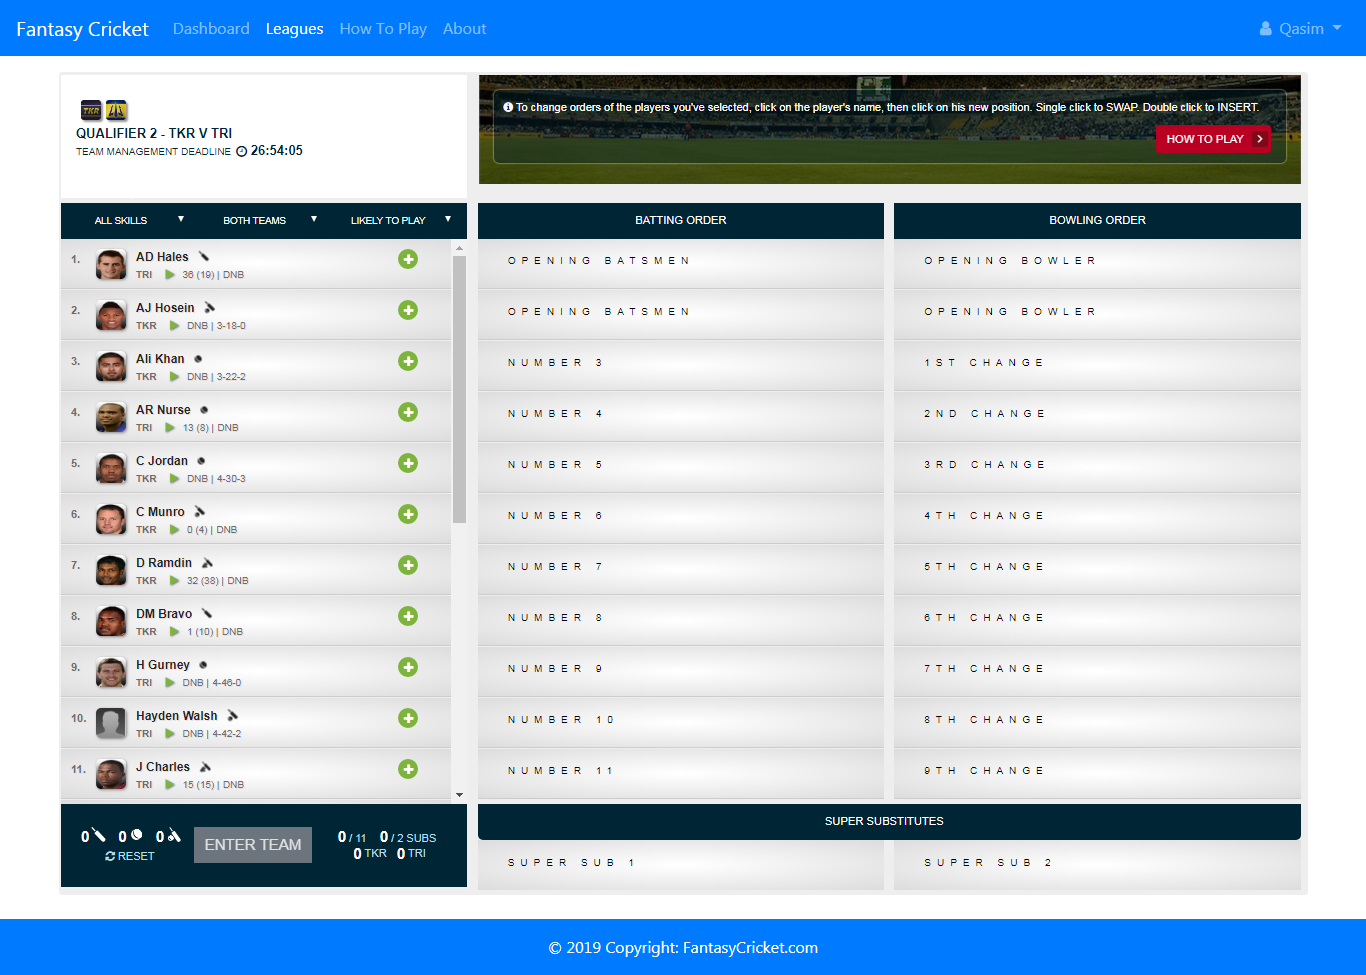 Fantasy Cricket Dashboard Leagues How To Play About Qasim
TKR
QUALIFIER 2 - TKR V TRI
TEAM MANAGEMENT DEADLINE 26:54:05
To change orders of the players you've selected, click on the player's name, then click on his new position. Single click to SWAP. Double click to INSERT.
HOW TO PLAY
ALL SKILLS BOTH TEAMS LIKELY TO PLAY
1. AD Hales
TRI 36 (19) | DNB
2. AJ Hosein
TKR DNB | 3-18-0
3. Ali Khan
TKR DNB | 3-22-2
4. AR Nurse
TRI 13 (8) | DNB
5. C Jordan
TKR DNB | 4-30-3
6. C Munro
TKR 0 (4) | DNB
7. D Ramdin
TKR 32 (38) | DNB
8. DM Bravo
TKR 1 (10) | DNB
9. H Gurney
TRI DNB | 4-46-0
10. Hayden Walsh
TRI DNB | 4-42-2
11. J Charles
TRI 15 (15) | DNB
0 0 0
RESET
ENTER TEAM
0 / 11 0 / 2 SUBS
0 TKR 0 TRI
BATTING ORDER
OPENING BATSMEN
OPENING BATSMEN
NUMBER 3
NUMBER 4
NUMBER 5
NUMBER 6
NUMBER 7
NUMBER 8
NUMBER 9
NUMBER 10
NUMBER 11
BOWLING ORDER
OPENING BOWLER
OPENING BOWLER
1ST CHANGE
2ND CHANGE
3RD CHANGE
4TH CHANGE
5TH CHANGE
6TH CHANGE
7TH CHANGE
8TH CHANGE
9TH CHANGE
SUPER SUBSTITUTES
SUPER SUB 1
SUPER SUB 2
© 2019 Copyright: FantasyCricket.com